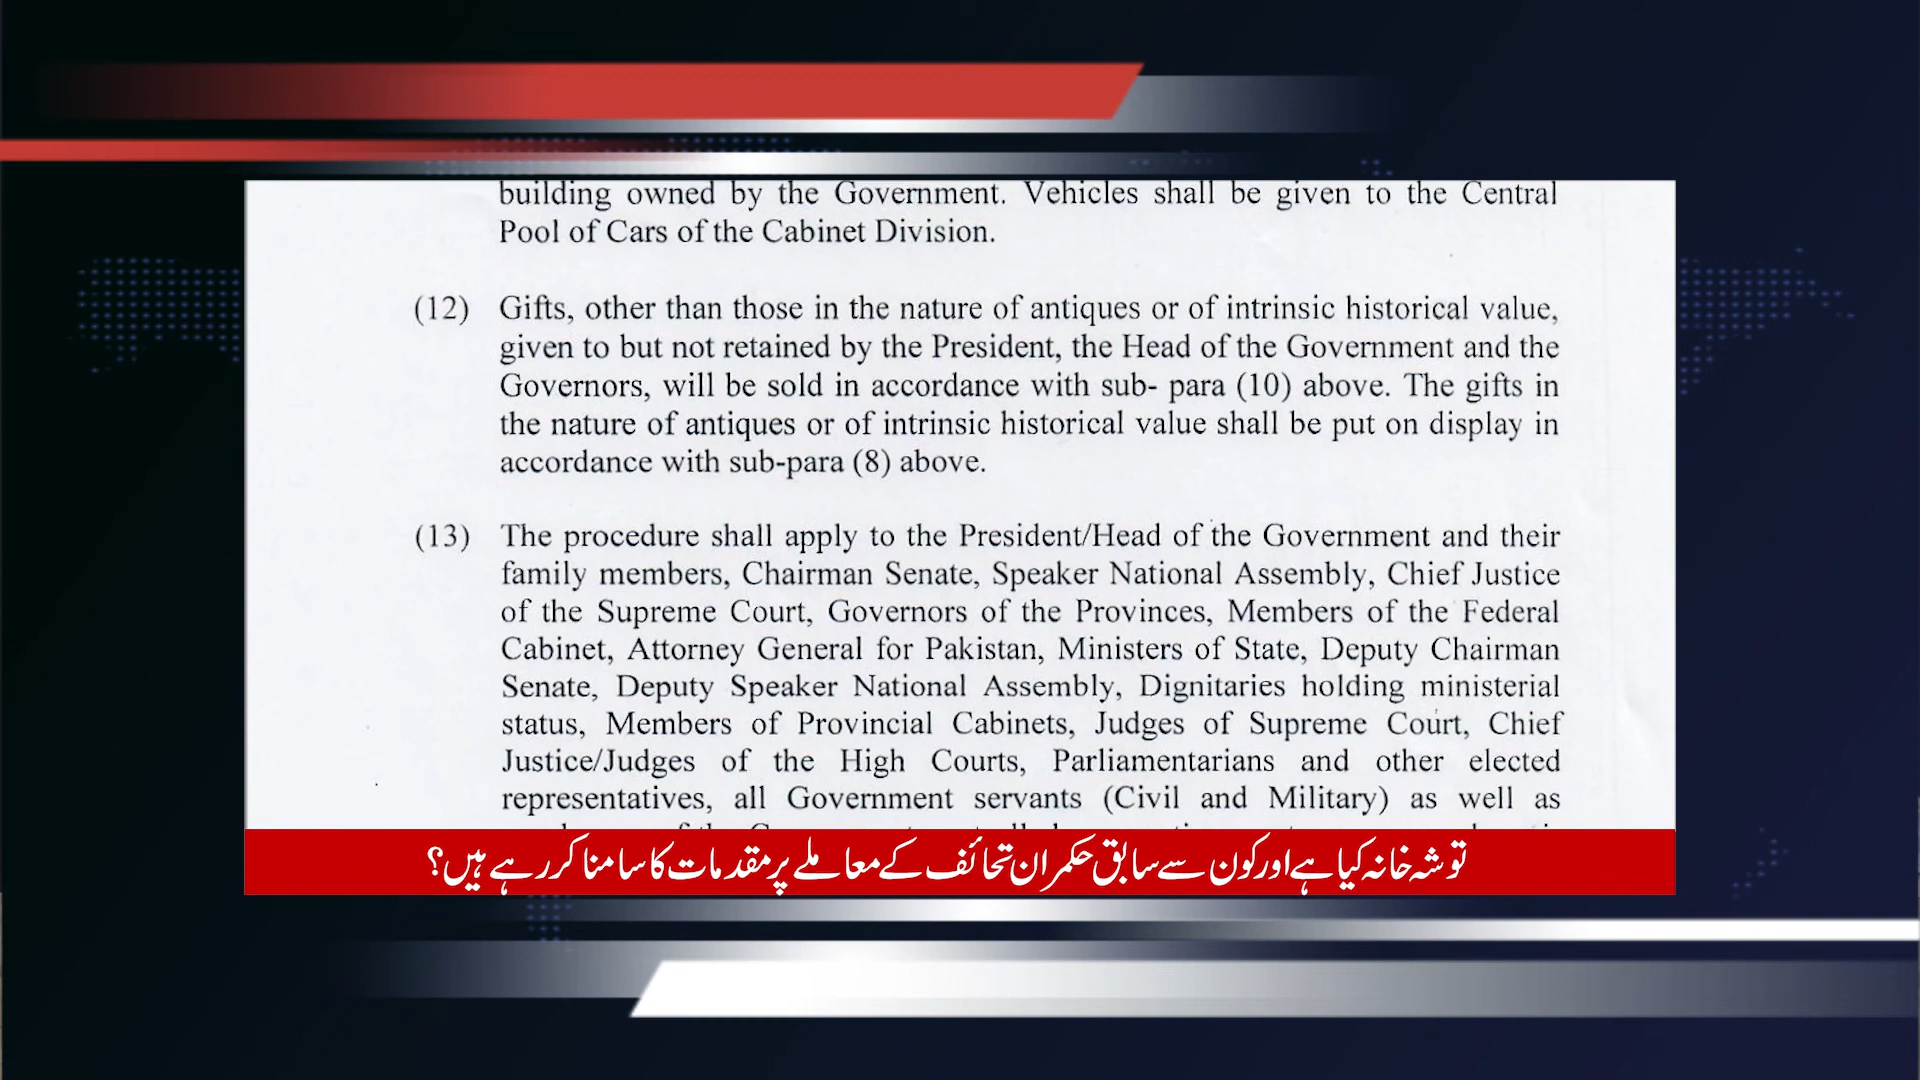 building owned by the Government. Vehicles shall be given to the Central
Pool of Cars of the Cabinet Division.
(12) Gifts, other than those in the nature of antiques or of intrinsic historical value,
given to but not retained by the President, the Head of the Government and the
Governors, will be sold in accordance with sub- para (10) above. The gifts in
the nature of antiques or of intrinsic historical value shall be put on display in
accordance with sub-para (8) above.
(13) The procedure shall apply to the President/Head of the Government and their
family members, Chairman Senate, Speaker National Assembly, Chief Justice
of the Supreme Court, Governors of the Provinces, Members of the Federal
Cabinet, Attorney General for Pakistan, Ministers of State, Deputy Chairman
Senate, Deputy Speaker National Assembly, Dignitaries holding ministerial
status, Members of Provincial Cabinets, Judges of Supreme Court, Chief
Justice/Judges of the High Courts, Parliamentarians and other elected
representatives, all Government servants (Civil and Military) as well as
توشہ خانہ کیا ہے اور کون سے سابق حکمران تحائف کے معاملے پر مقدمات کا سامنا کر رہے ہیں؟